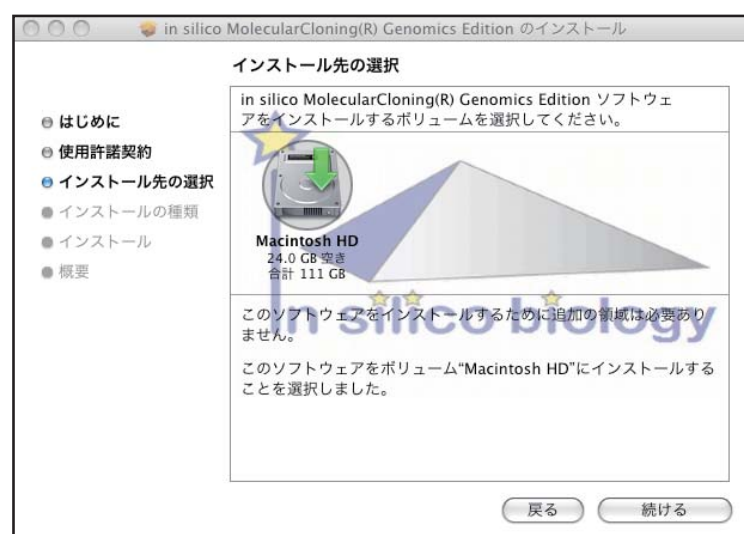 in silico MolecularCloning(R) Genomics Edition のインストール
インストール先の選択
はじめに
使用許諾契約
インストール先の選択
インストールの種類
インストール
概要
in silico MolecularCloning(R) Genomics Edition ソフトウェ
アをインストールするボリュームを選択してください。
Macintosh HD
24.0 GB 空き
合計 111 GB
in silico biology
このソフトウェアをインストールするために追加の領域は必要あり
ません。
このソフトウェアをボリューム“Macintosh HD”にインストールする
ことを選択しました。
戻る
続ける